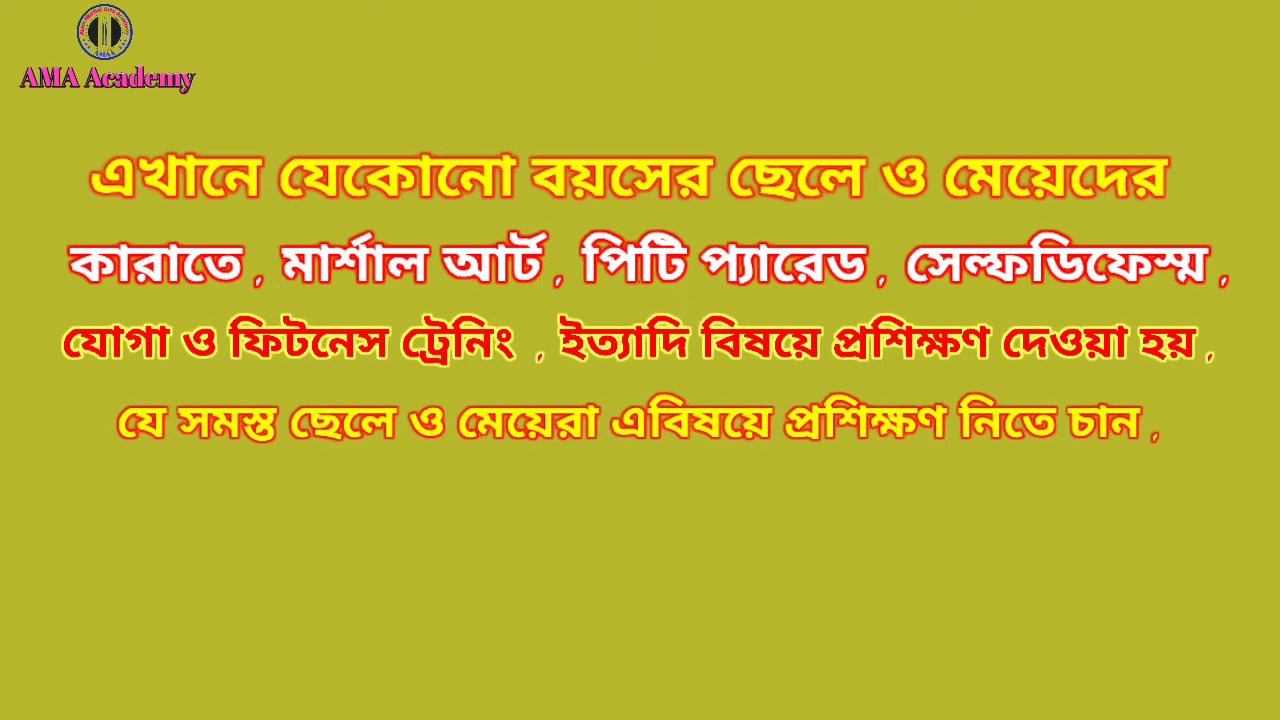 AMA Academy
এখানে যেকোনো বয়সের ছেলে ও মেয়েদের
কারাতে , মার্শাল আর্ট , পিটি প্যারেড , সেল্ফডিফেস্ম ,
যোগা ও ফিটনেস ট্রেনিং , ইত্যাদি বিষয়ে প্রশিক্ষণ দেওয়া হয় ,
যে সমস্ত ছেলে ও মেয়েরা এবিষয়ে প্রশিক্ষণ নিতে চান ,